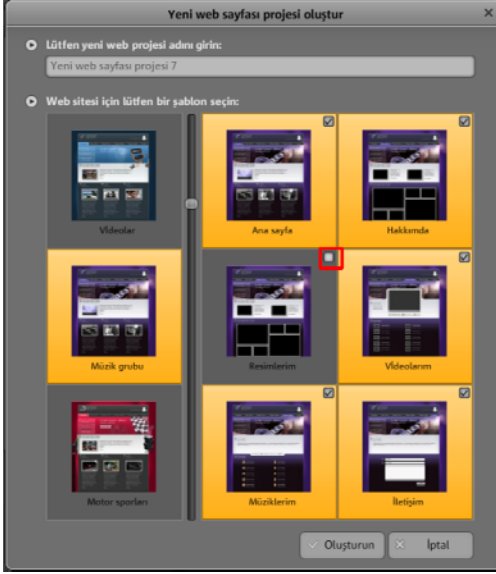 Yeni web sayfası projesi oluştur
Lütfen yeni web projesi adını girin:
Yeni web sayfası projesi 7
Web sitesi için lütfen bir şablon seçin:
Videolar
Ana sayfa
Hakkımda
Müzik grubu
Resimlerim
Videolarım
Motor sporları
Müziklerim
İletişim
Oluşturun
İptal